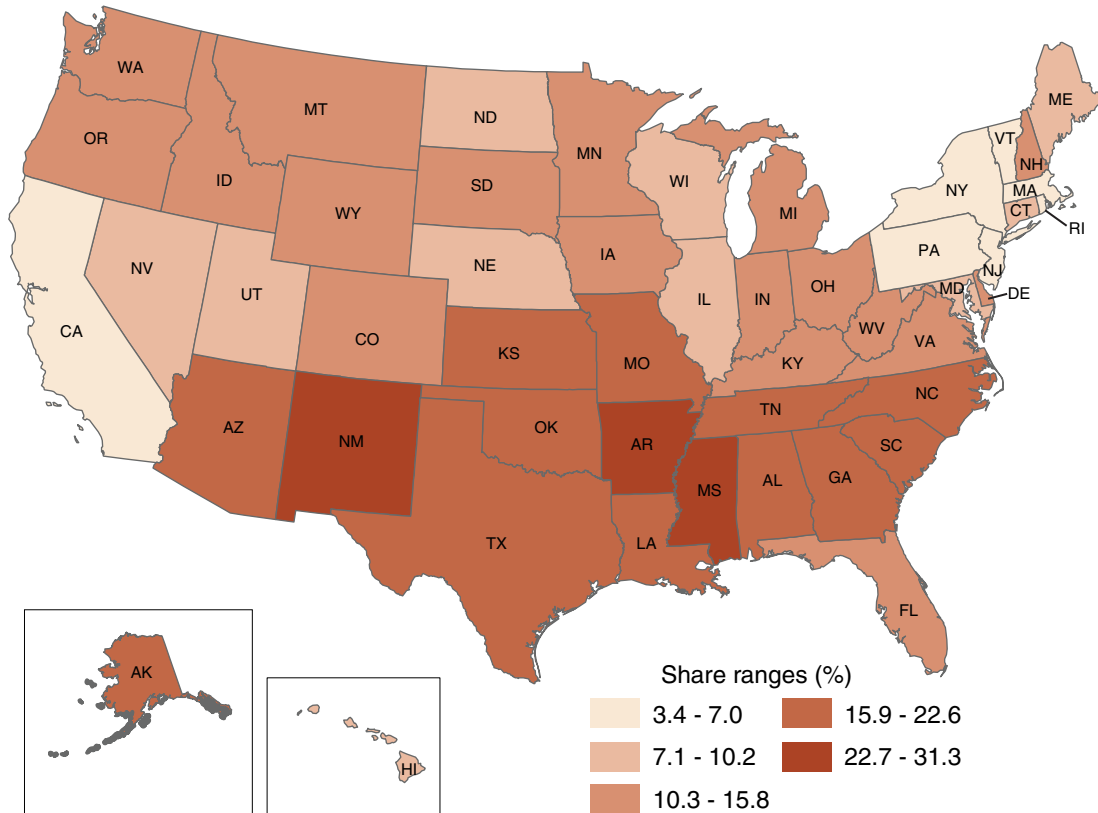 WA
MT
ND
ME
OR
MN
VT
ID
SD
WI
NH
NY
MA
WY
MI
CT
RI
IA
PA
NV
NE
NJ
UT
IL
IN
OH
MD
DE
CA
CO
WV
VA
KS
MO
KY
NC
TN
AZ
NM
OK
AR
SC
MS
AL
GA
TX
LA
FL
AK
HI
Share ranges (%)
3.4 - 7.0
7.1 - 10.2
10.3 - 15.8
15.9 - 22.6
22.7 - 31.3